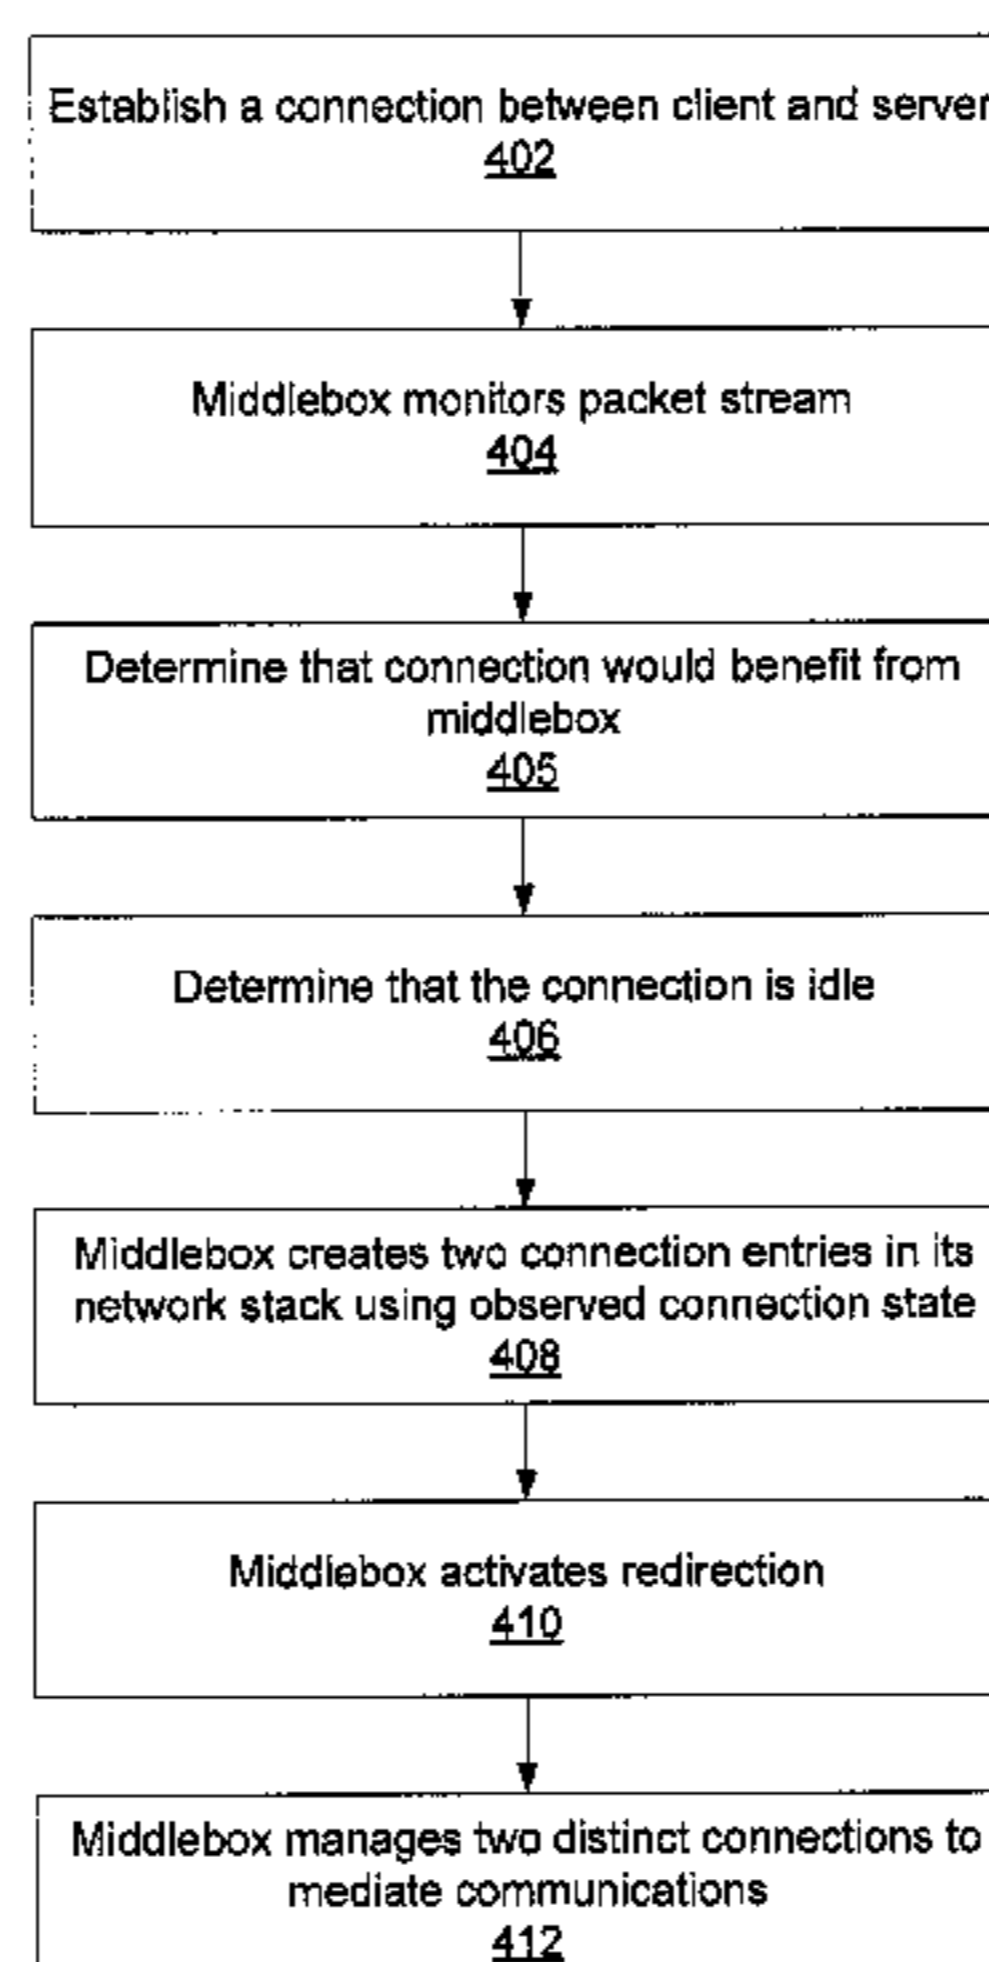 Establish a connection between client and server
402
Middlebox monitors packet stream
404
Determine that connection would benefit from
middlebox
405
Determine that the connection is idle
406
Middlebox creates two connection entries in its
network stack using observed connection state
408
Middlebox activates redirection
410
Middlebox manages two distinct connections to
mediate communications
412